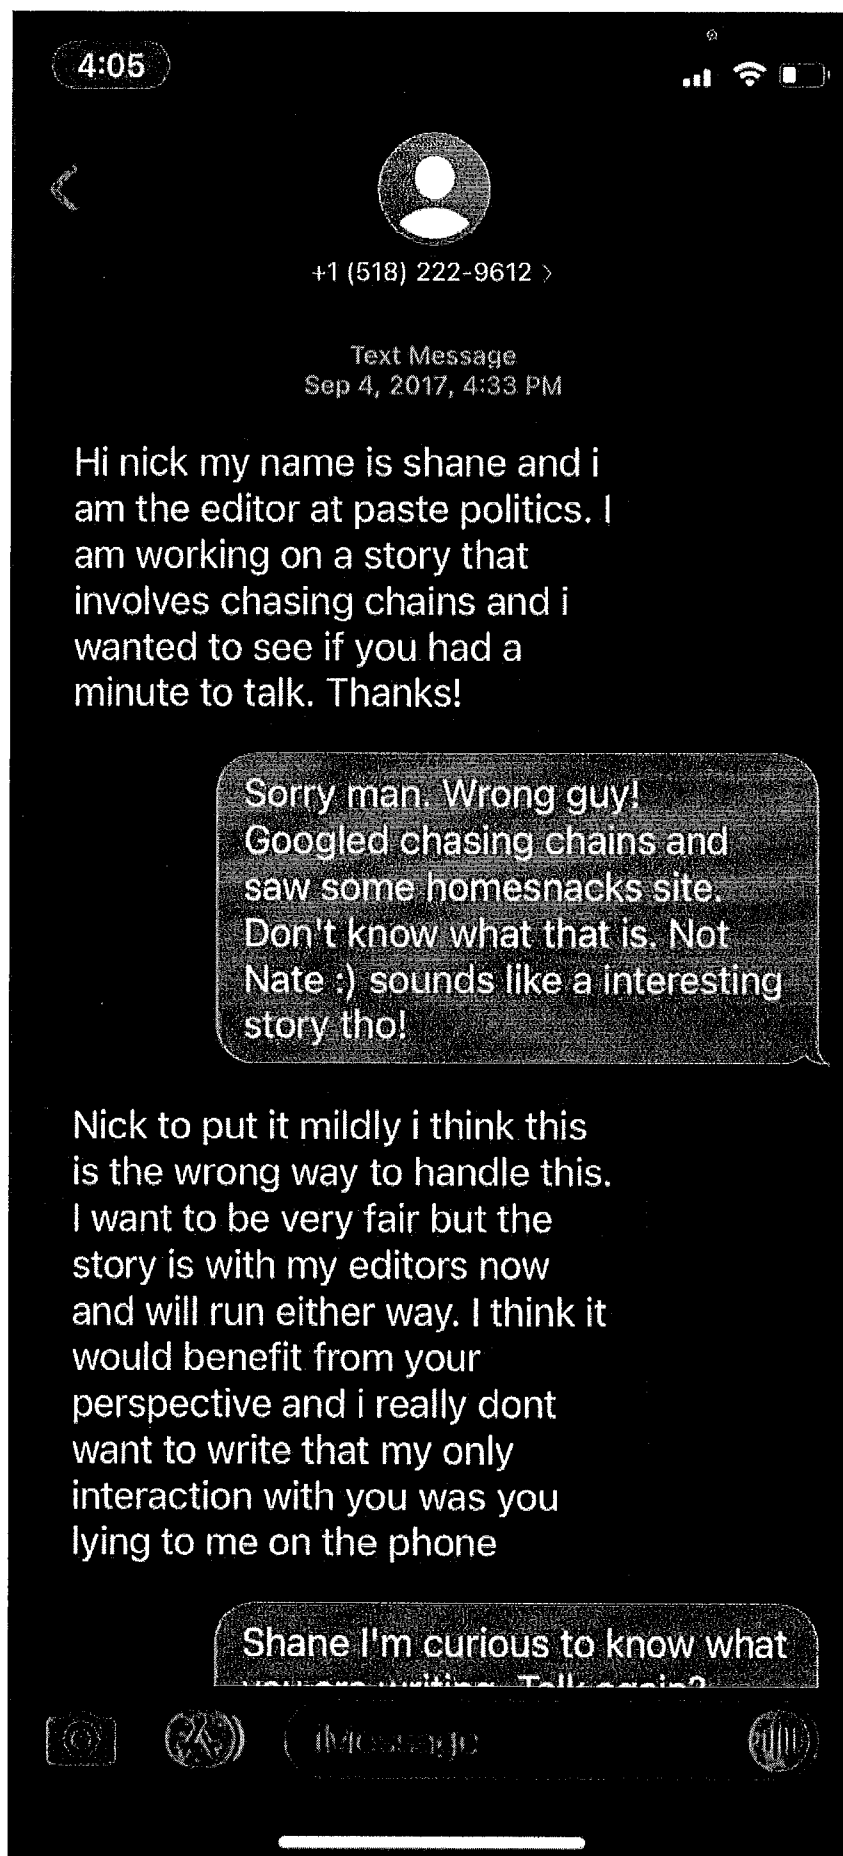 4:05
+1 (518) 222-9612 >
Text Message
Sep 4, 2017, 4:33 PM
Hi nick my name is shane and i
am the editor at paste politics. I
am working on a story that
involves chasing chains and i
wanted to see if you had a
minute to talk. Thanks!
Sorry man. Wrong guy!
Googled chasing chains and
saw some homesnacks site.
Don't know what that is. Not
Nate :) sounds like a interesting
story tho!
Nick to put it mildly i think this
is the wrong way to handle this.
I want to be very fair but the
story is with my editors now
and will run either way. I think it
would benefit from your
perspective and i really dont
want to write that my only
interaction with you was you
lying to me on the phone
Shane I'm curious to know what
you are writing. Talk again?
iMessage